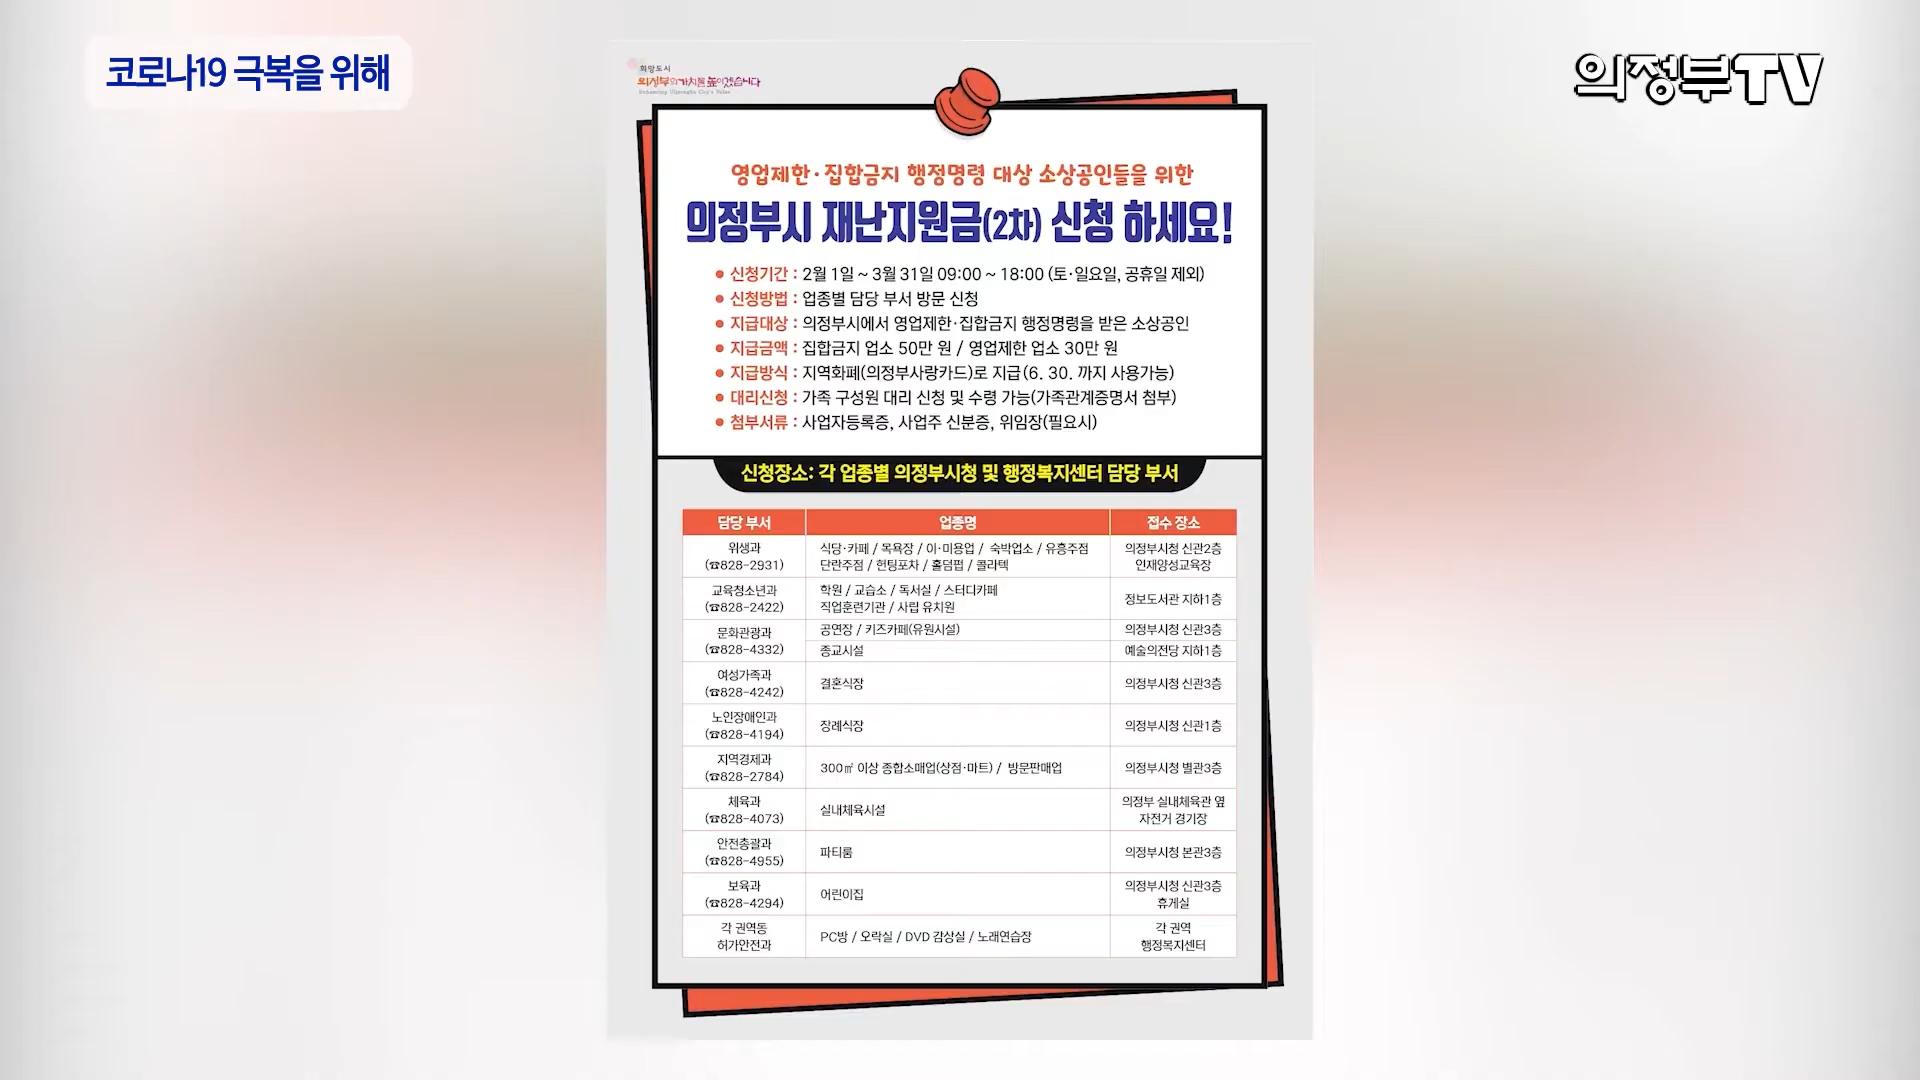 코로나19 극복을 위해
의정부TV
희망도시
의정부의 가치를 높이겠습니다
Enhancing Uijeongbu City's Value
영업제한·집합금지 행정명령 대상 소상공인들을 위한
의정부시 재난지원금(2차) 신청 하세요!
● 신청기간 : 2월 1일 ~ 3월 31일 09:00 ~ 18:00 (토·일요일, 공휴일 제외)
● 신청방법 : 업종별 담당 부서 방문 신청
● 지급대상 : 의정부시에서 영업제한·집합금지 행정명령을 받은 소상공인
● 지급금액 : 집합금지 업소 50만 원 / 영업제한 업소 30만 원
● 지급방식 : 지역화폐(의정부사랑카드)로 지급(6. 30. 까지 사용가능)
● 대리신청 : 가족 구성원 대리 신청 및 수령 가능(가족관계증명서 첨부)
● 첨부서류 : 사업자등록증, 사업주 신분증, 위임장(필요시)
신청장소: 각 업종별 의정부시청 및 행정복지센터 담당 부서
담당 부서 업종명 접수 장소
위생과
(☎828-2931)
식당·카페 / 목욕장 / 이·미용업 / 숙박업소 / 유흥주점
단란주점 / 헌팅포차 / 홀덤펍 / 콜라텍
의정부시청 신관2층
인재양성교육장
교육청소년과
(☎828-2422)
학원 / 교습소 / 독서실 / 스터디카페
직업훈련기관 / 사립 유치원
정보도서관 지하1층
문화관광과
(☎828-4332)
공연장 / 키즈카페(유원시설)
의정부시청 신관3층
종교시설
예술의전당 지하1층
여성가족과
(☎828-4242)
결혼식장
의정부시청 신관3층
노인장애인과
(☎828-4194)
장례식장
의정부시청 신관1층
지역경제과
(☎828-2784)
300㎡ 이상 종합소매업(상점·마트) / 방문판매업
의정부시청 별관3층
체육과
(☎828-4073)
실내체육시설
의정부 실내체육관 옆
자전거 경기장
안전총괄과
(☎828-4955)
파티룸
의정부시청 본관3층
보육과
(☎828-4294)
어린이집
의정부시청 신관3층
휴게실
각 권역동
허가안전과
PC방 / 오락실 / DVD 감상실 / 노래연습장
각 권역
행정복지센터